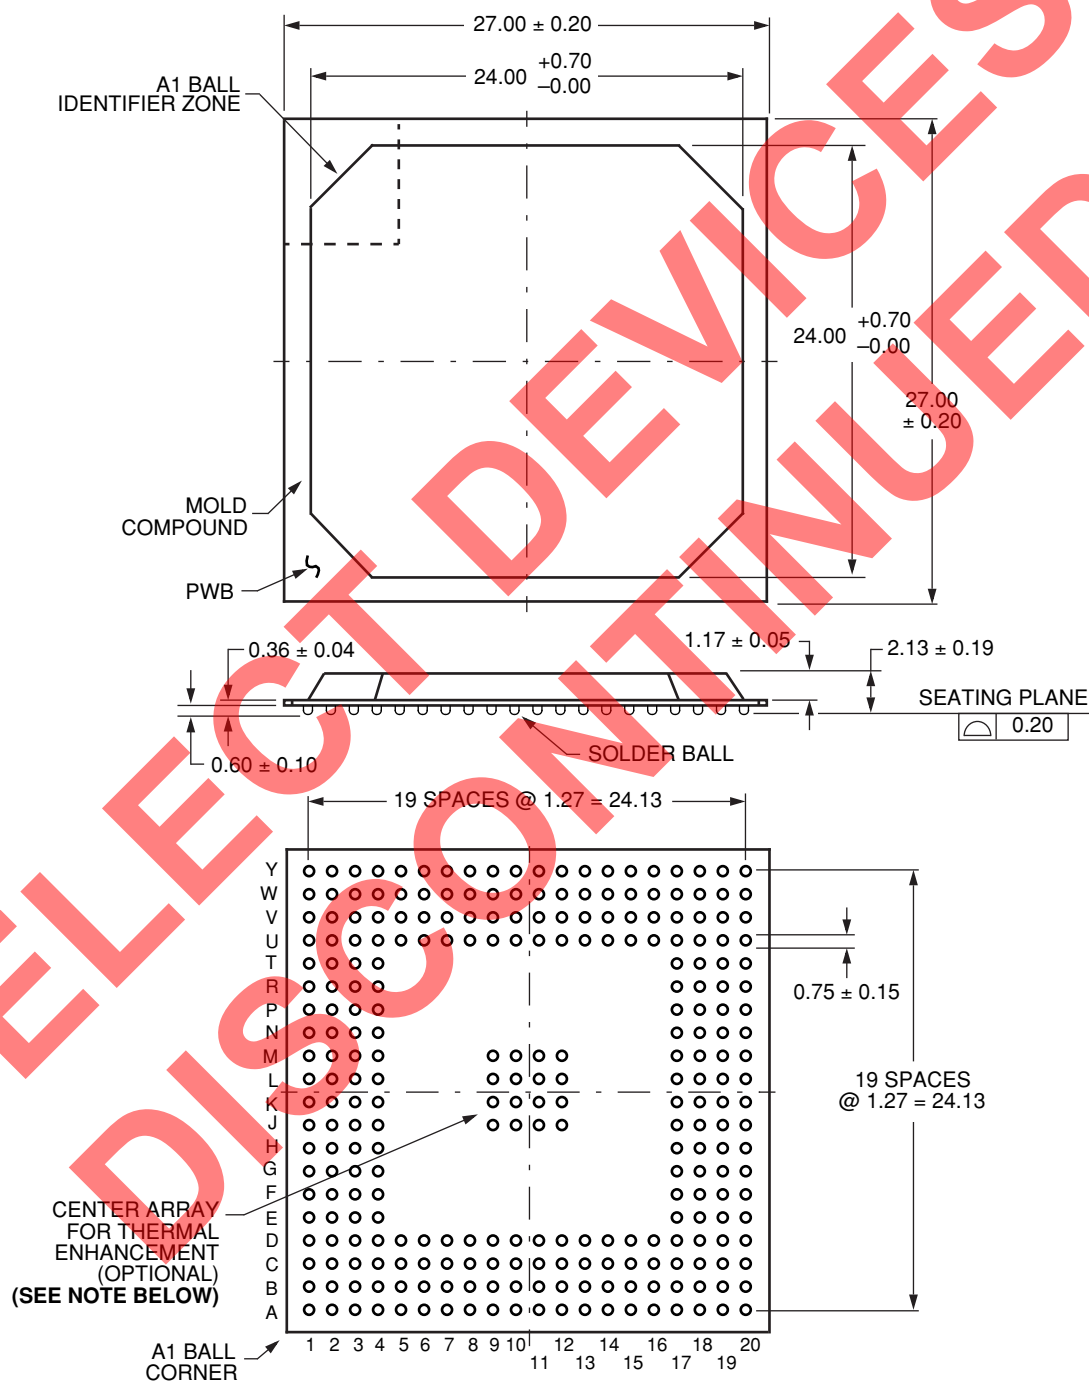 27.00 ± 0.20
24.00 +0.70
–0.00
A1 BALL
IDENTIFIER ZONE
24.00 +0.70
–0.00
27.00
± 0.20
MOLD
COMPOUND
PWB
0.36 ± 0.04
1.17 ± 0.05
2.13 ± 0.19
SEATING PLANE
0.20
SOLDER BALL
0.60 ± 0.10
19 SPACES @ 1.27 = 24.13
Y
W
V
U
T
R
P
N
M
L
K
J
H
G
F
E
D
C
B
A
0.75 ± 0.15
19 SPACES
@ 1.27 = 24.13
CENTER ARRAY
FOR THERMAL
ENHANCEMENT
(OPTIONAL)
(SEE NOTE BELOW)
1 2 3 4 5 6 7 8 9 10 12 14 16 18 20
11 13 15 17 19
A1 BALL
CORNER
ELECT DEVICES
DISCONTINUED